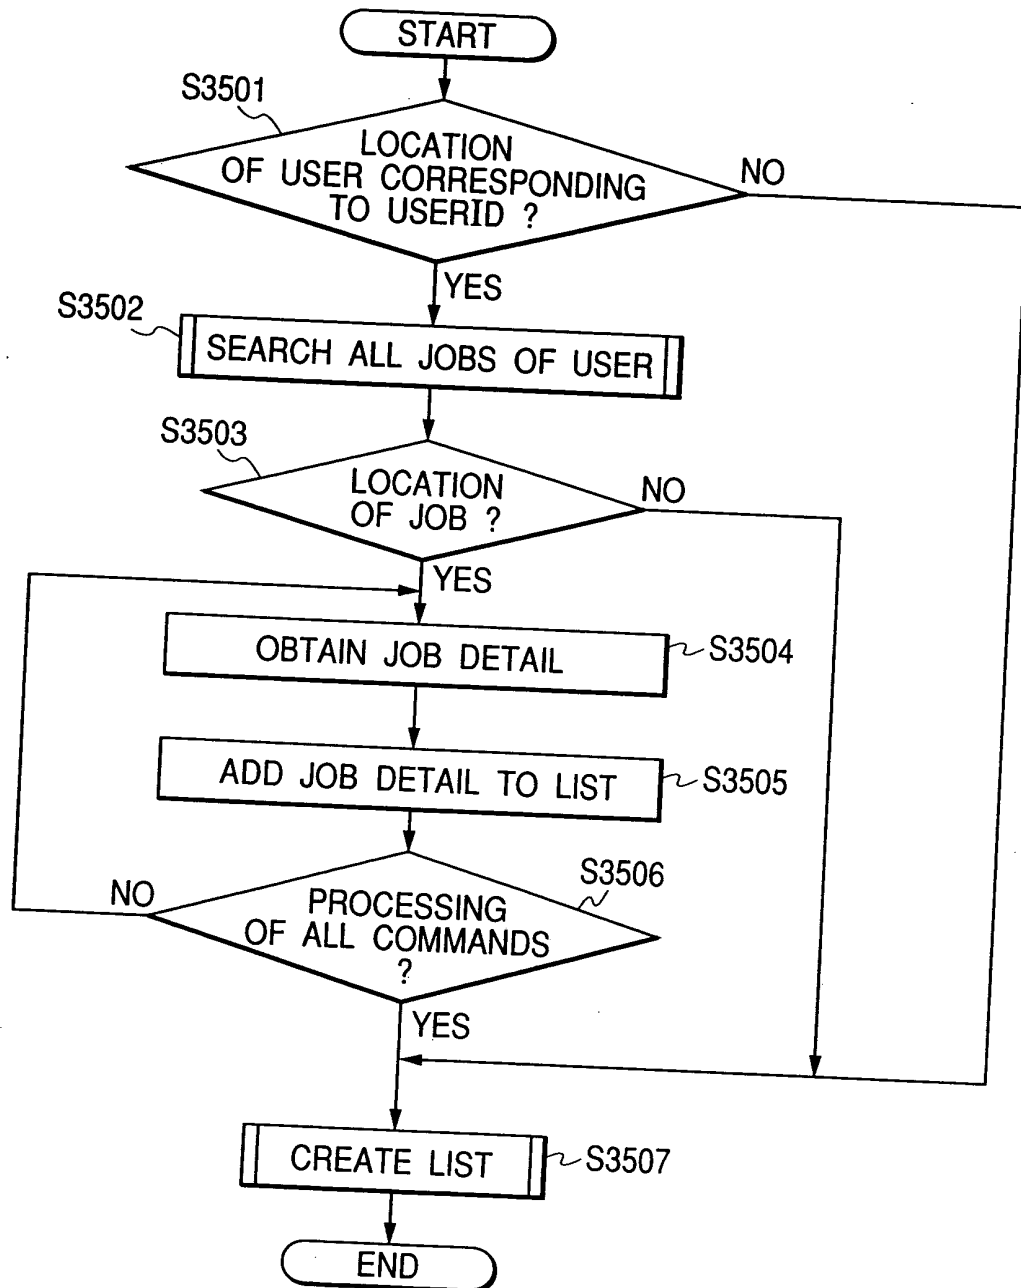 START
S3501
LOCATION
OF USER CORRESPONDING
TO USERID ?
NO
YES
S3502
SEARCH ALL JOBS OF USER
S3503
LOCATION
OF JOB ?
NO
YES
OBTAIN JOB DETAIL
S3504
ADD JOB DETAIL TO LIST
S3505
S3506
NO
PROCESSING
OF ALL COMMANDS
?
YES
CREATE LIST
S3507
END